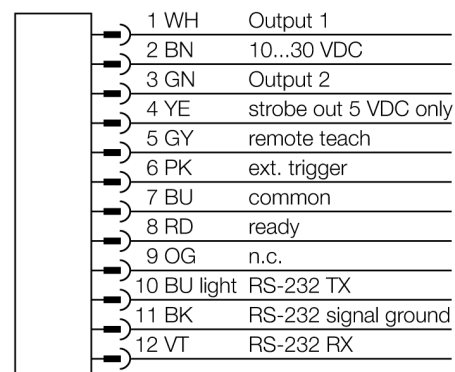 1 WH Output 1
2 BN 10...30 VDC
3 GN Output 2
4 YE strobe out 5 VDC only
5 GY remote teach
6 PK ext. trigger
7 BU common
8 RD ready
9 OG n.c.
10 BU light RS-232 TX
11 BK RS-232 signal ground
12 VT RS-232 RX